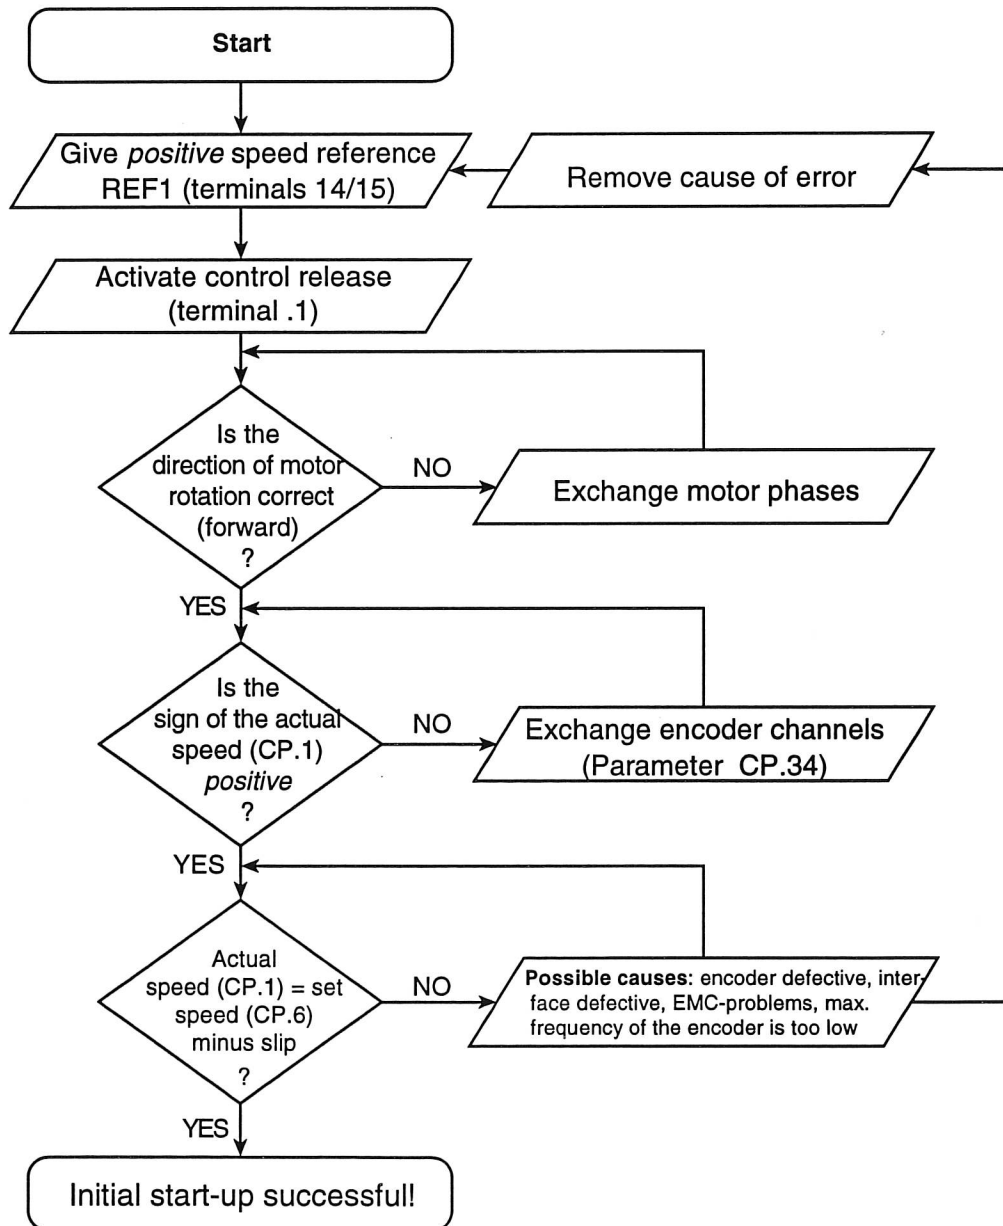 Start
Give positive speed reference
REF1 (terminals 14/15)
Remove cause of error
Activate control release
(terminal .1)
Is the
direction of motor
rotation correct
(forward)
?
NO
Exchange motor phases
YES
Is the
sign of the actual
speed (CP.1)
positive
?
NO
Exchange encoder channels
(Parameter CP.34)
YES
Actual
speed (CP.1) = set
speed (CP.6)
minus slip
?
NO
Possible causes: encoder defective, inter-
face defective, EMC-problems, max.
frequency of the encoder is too low
YES
Initial start-up successful!